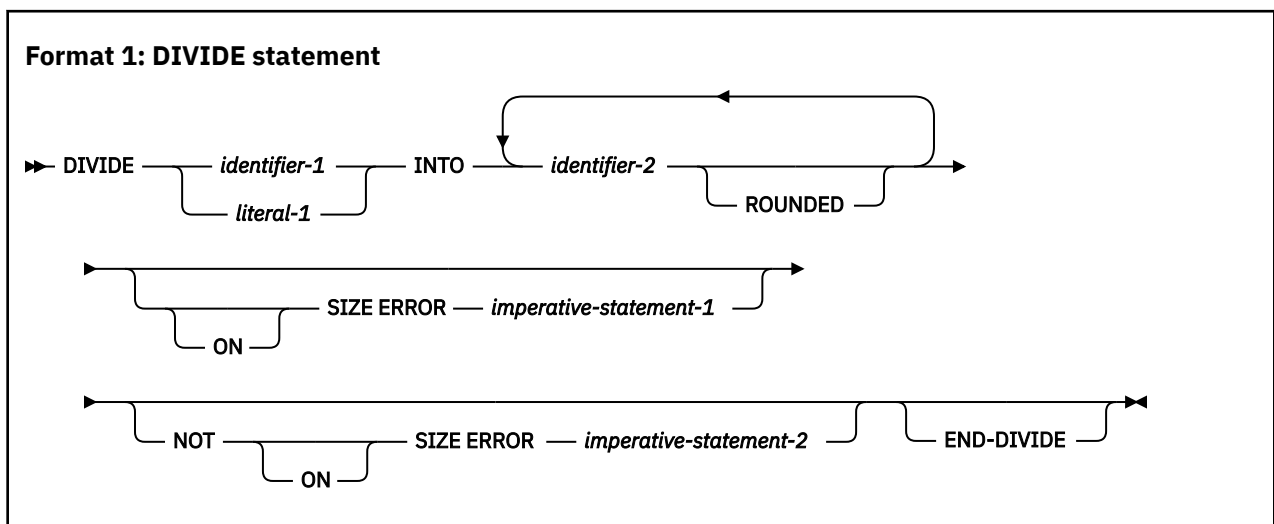 Format 1: DIVIDE statement
DIVIDE identifier-1 INTO identifier-2
literal-1 ROUNDED
SIZE ERROR imperative-statement-1
ON
NOT SIZE ERROR imperative-statement-2 END-DIVIDE
ON